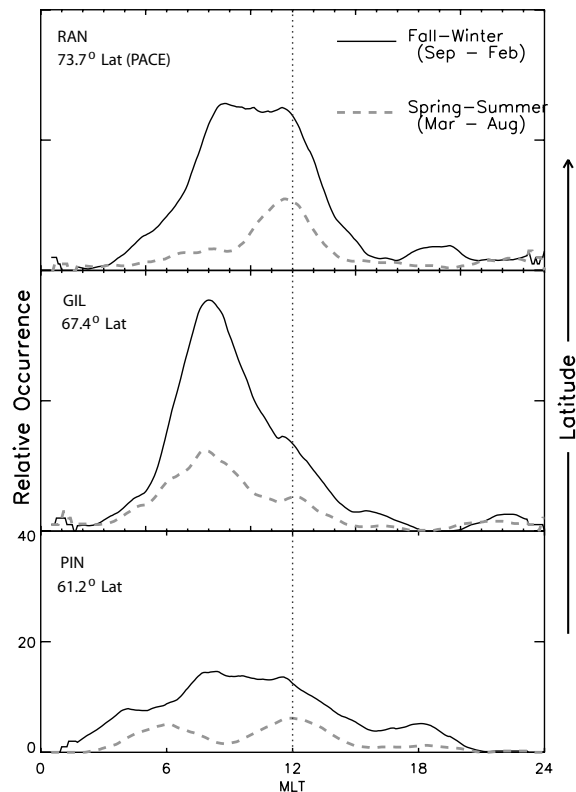 RAN
73.7° Lat (PACE)
Fall-Winter
(Sep - Feb)
Spring-Summer
(Mar - Aug)
GIL
67.4° Lat
Relative Occurrence
Latitude
40
PIN
61.2° Lat
20
0
0 6 12 18 24
MLT